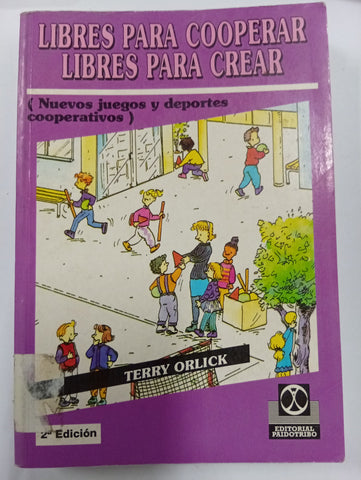 LIBRES PARA COOPERAR
LIBRES PARA CREAR
( Nuevos juegos y deportes
cooperativos )
TERRY ORLICK
2ª Edición
EDITORIAL
PAIDOTRIBO